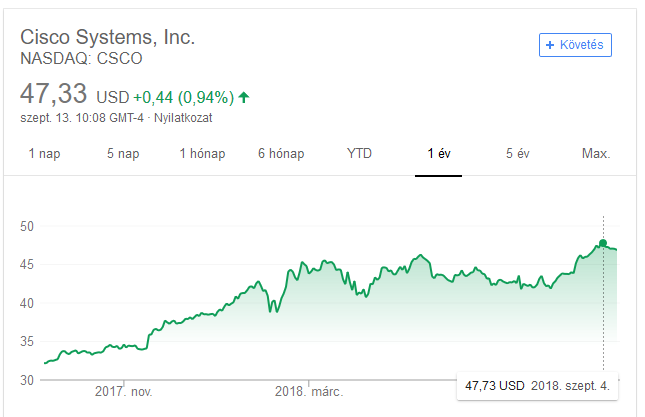 Cisco Systems, Inc.
NASDAQ: CSCO
+ Követés
47,33 USD +0,44 (0,94%)
szept. 13. 10:08 GMT-4 · Nyilatkozat
1 nap 5 nap 1 hónap 6 hónap YTD 1 év 5 év Max.
50
45
40
35
30
2017. nov. 2018. márc.
47,73 USD 2018. szept. 4.